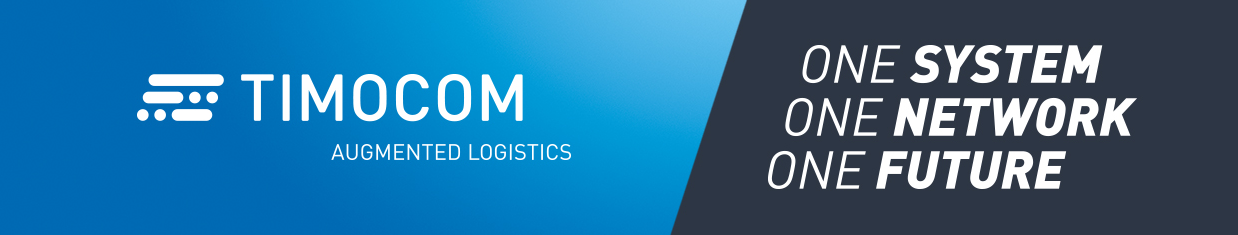 TIMOCOM
AUGMENTED LOGISTICS
ONE SYSTEM
ONE NETWORK
ONE FUTURE